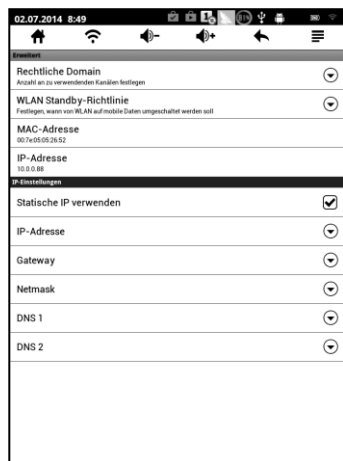 02.07.2014 8:49
Erweitert
Rechtliche Domain
Anzahl an zu verwendenden Kanälen festlegen
WLAN Standby-Richtlinie
Festlegen, wann von WLAN auf mobile Daten umgeschaltet werden soll
MAC-Adresse
00:7e:05:05:26:52
IP-Adresse
10.0.0.88
IP-Einstellungen
Statische IP verwenden
IP-Adresse
Gateway
Netmask
DNS 1
DNS 2